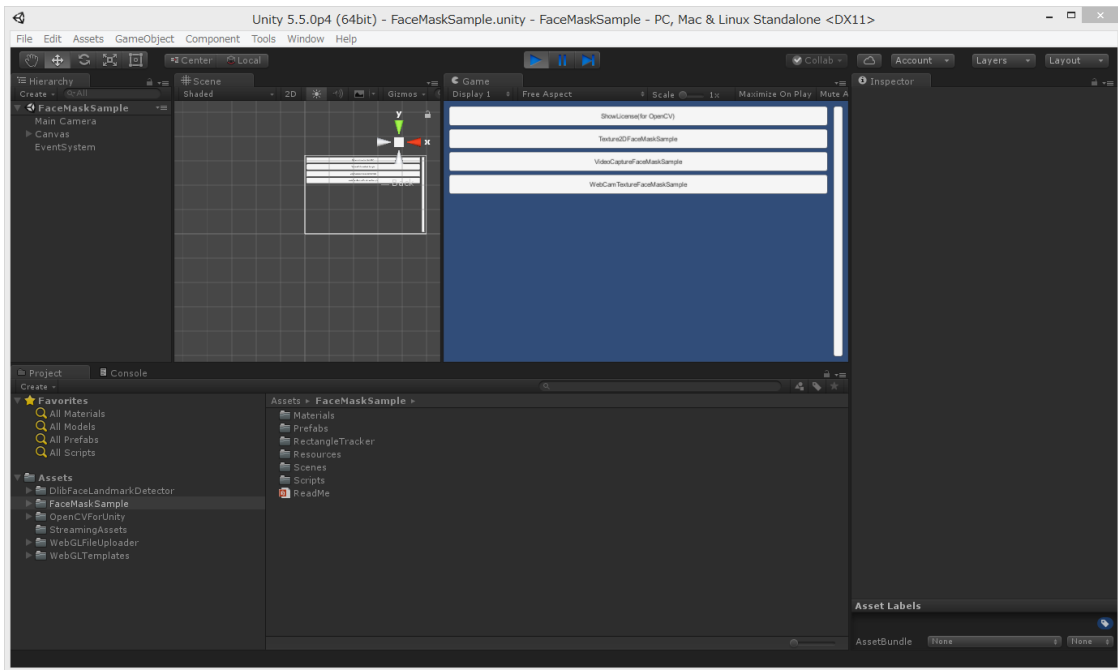 Unity 5.5.0p4 (64bit) - FaceMaskSample.unity - FaceMaskSample - PC, Mac & Linux Standalone <DX11>
File Edit Assets GameObject Component Tools Window Help
Center Local Collab Account Layers Layout
Hierarchy
Create All
FaceMaskSample
Main Camera
Canvas
EventSystem
Scene
Shaded 2D Gizmos
y
x
Back
Game
Display 1 Free Aspect Scale 1x Maximize On Play Mute A
ShowLicense(for OpenCV)
Texture2DFaceMaskSample
VideoCaptureFaceMaskSample
WebCamTextureFaceMaskSample
Inspector
Project Console
Create
Favorites
All Materials
All Models
All Prefabs
All Scripts
Assets
DlibFaceLandmarkDetector
FaceMaskSample
OpenCVForUnity
StreamingAssets
WebGLFileUploader
WebGLTemplates
Assets ▸ FaceMaskSample ▸
Materials
Prefabs
RectangleTracker
Resources
Scenes
Scripts
ReadMe
Asset Labels
AssetBundle None None